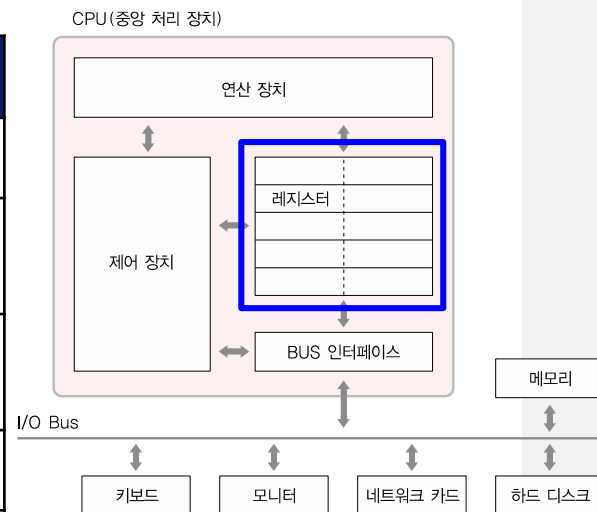 CPU(중앙 처리 장치)
연산 장치
레지스터
제어 장치
BUS 인터페이스
메모리
I/O Bus
키보드
모니터
네트워크 카드
하드 디스크